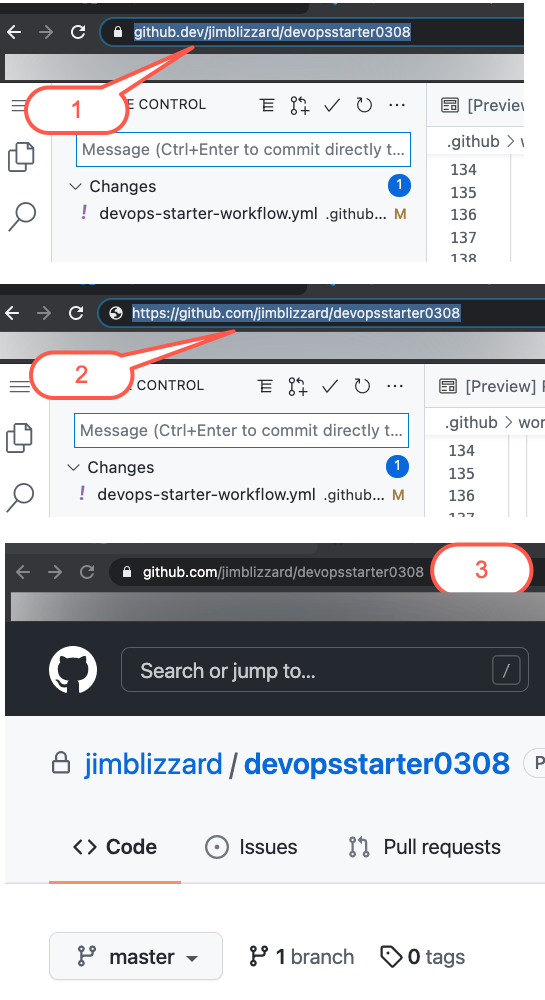 github.dev/jimblizzard/devopsstarter0308
1
E CONTROL
[Preview
Message (Ctrl+Enter to commit directly t...
.github >
Changes
1
134
135
! devops-starter-workflow.yml .github... M
136
137
138
https://github.com/jimblizzard/devopsstarter0308
2
CONTROL
[Preview]
Message (Ctrl+Enter to commit directly t...
.github > wor
Changes
1
134
135
! devops-starter-workflow.yml .github... M
136
137
github.com/jimblizzard/devopsstarter0308
3
Search or jump to...
/
jimblizzard / devopsstarter0308
P
<> Code
Issues
Pull requests
master
1 branch
0 tags